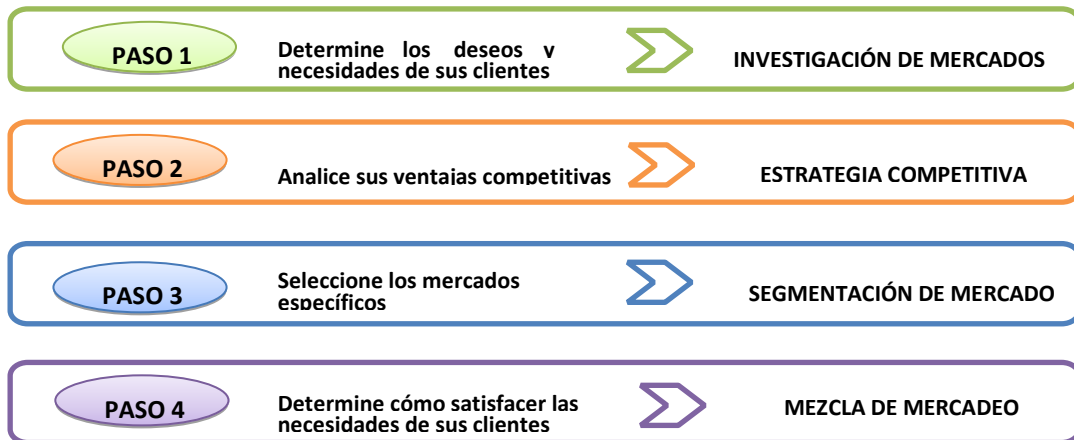 PASO 1
Determine los deseos y
necesidades de sus clientes
INVESTIGACIÓN DE MERCADOS
PASO 2
Analice sus ventajas competitivas
ESTRATEGIA COMPETITIVA
PASO 3
Seleccione los mercados
específicos
SEGMENTACIÓN DE MERCADO
PASO 4
Determine cómo satisfacer las
necesidades de sus clientes
MEZCLA DE MERCADEO